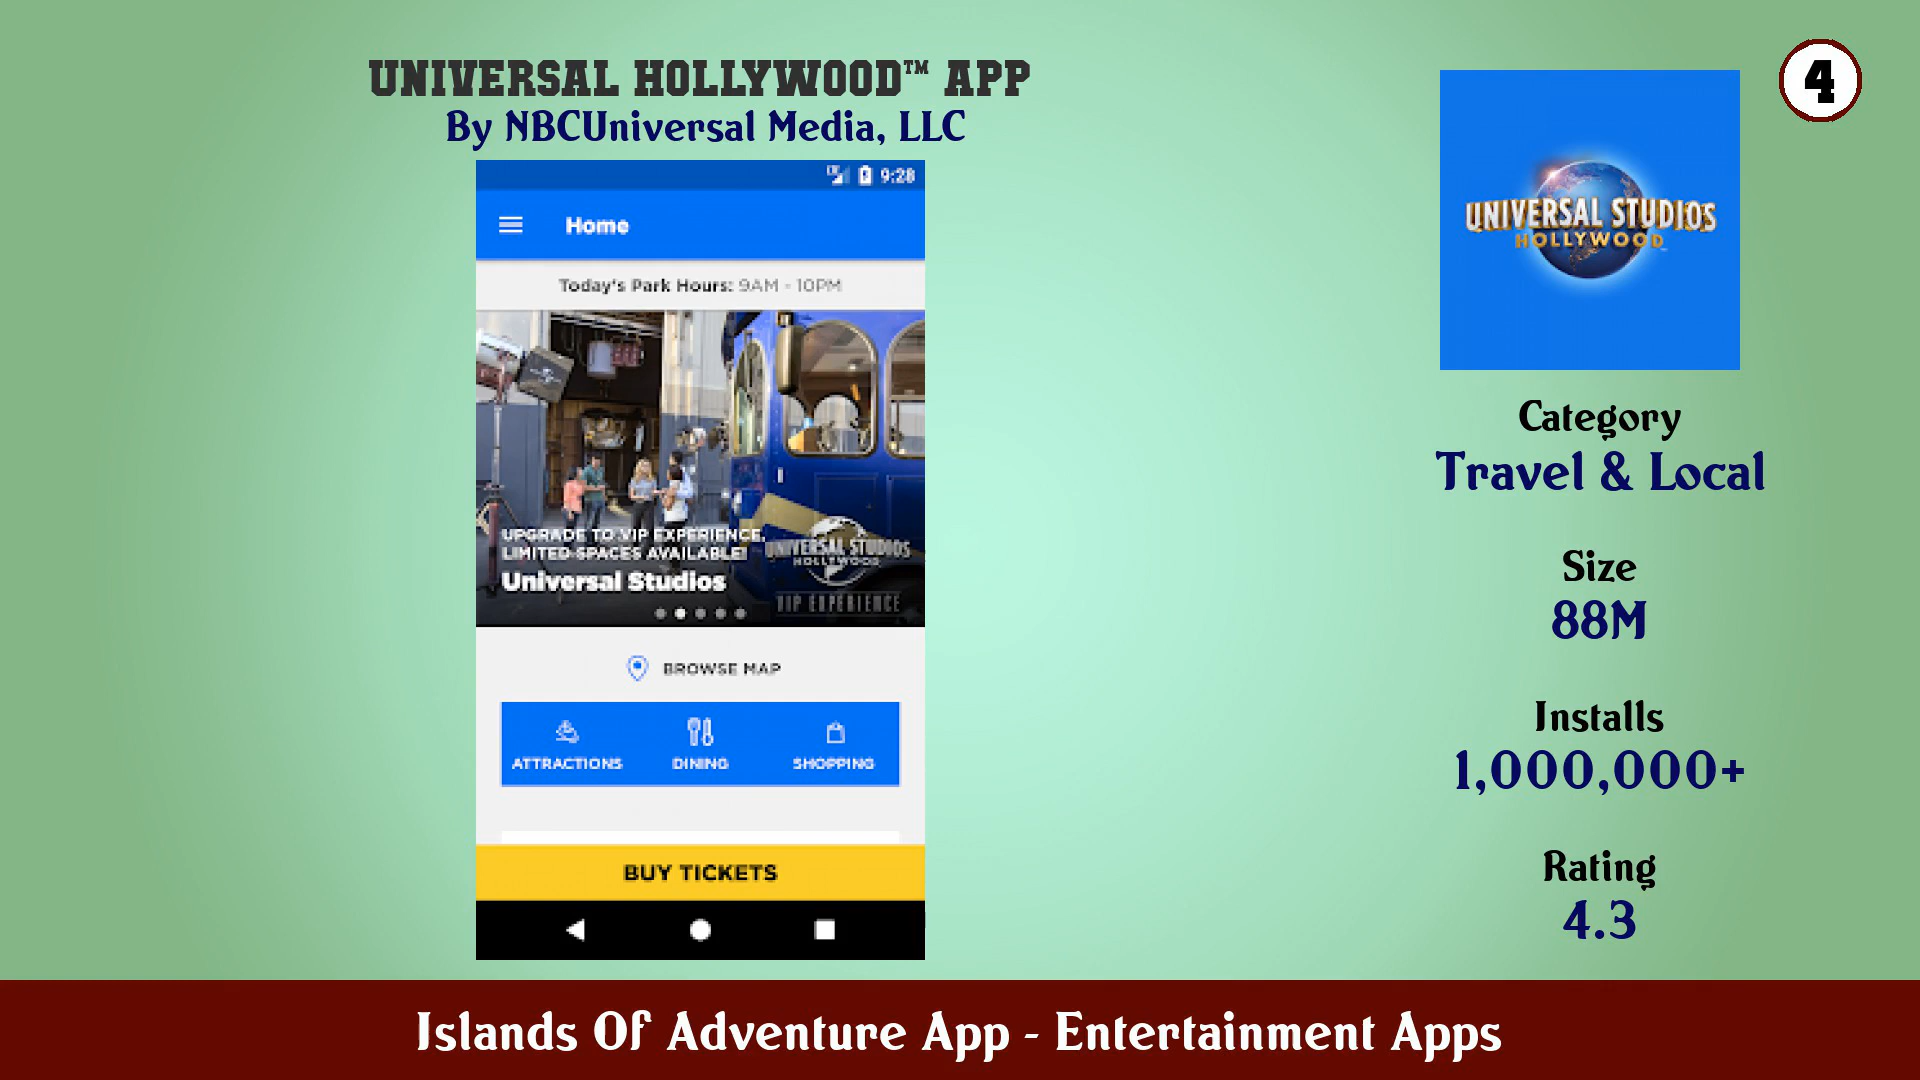 UNIVERSAL HOLLYWOOD™ APP
By NBCUniversal Media, LLC
4
9:28
Home
Today's Park Hours: 9AM - 10PM
UPGRADE TO VIP EXPERIENCE,
LIMITED SPACES AVAILABLE!
Universal Studios
UNIVERSAL STUDIOS
HOLLYWOOD
VIP EXPERIENCE
BROWSE MAP
ATTRACTIONS
DINING
SHOPPING
BUY TICKETS
UNIVERSAL STUDIOS
HOLLYWOOD
Category
Travel & Local
Size
88M
Installs
1,000,000+
Rating
4.3
Islands Of Adventure App - Entertainment Apps